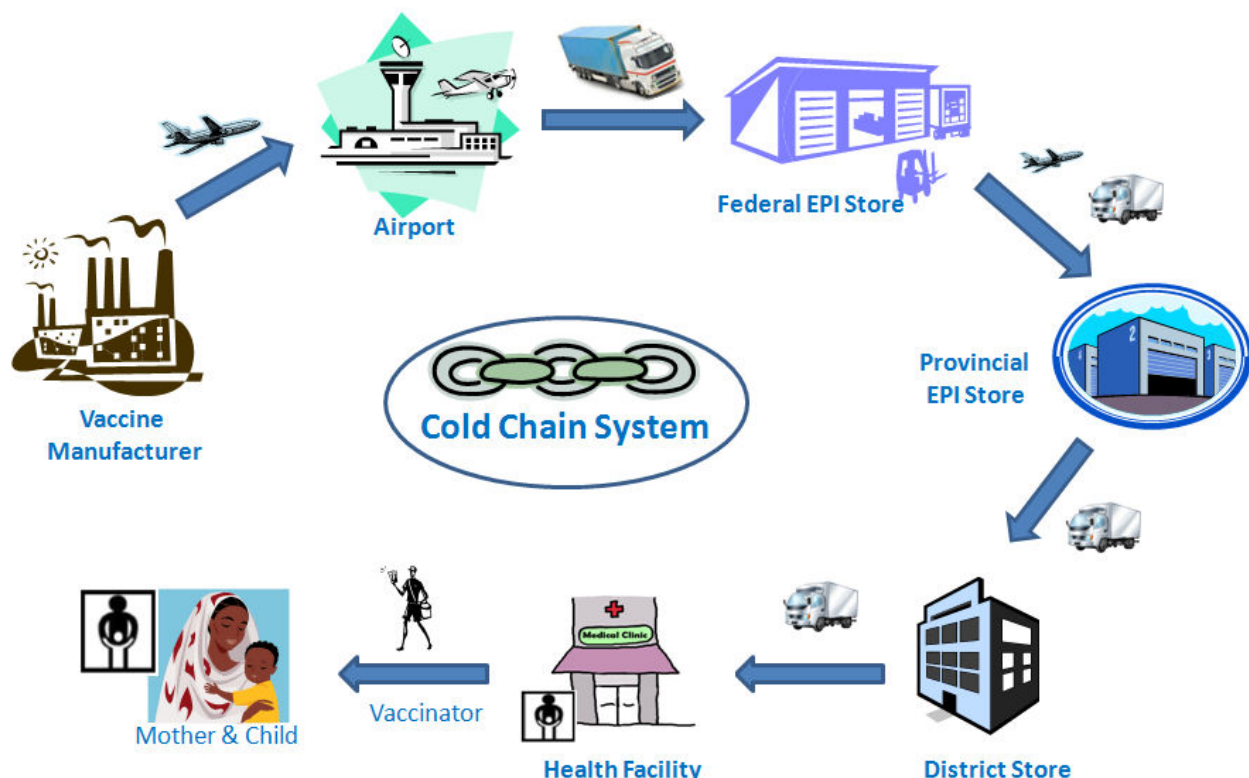 Airport
Federal EPI Store
Vaccine
Manufacturer
Cold Chain System
Provincial
EPI Store
2
Medical Clinic
Vaccinator
Mother & Child
Health Facility
District Store